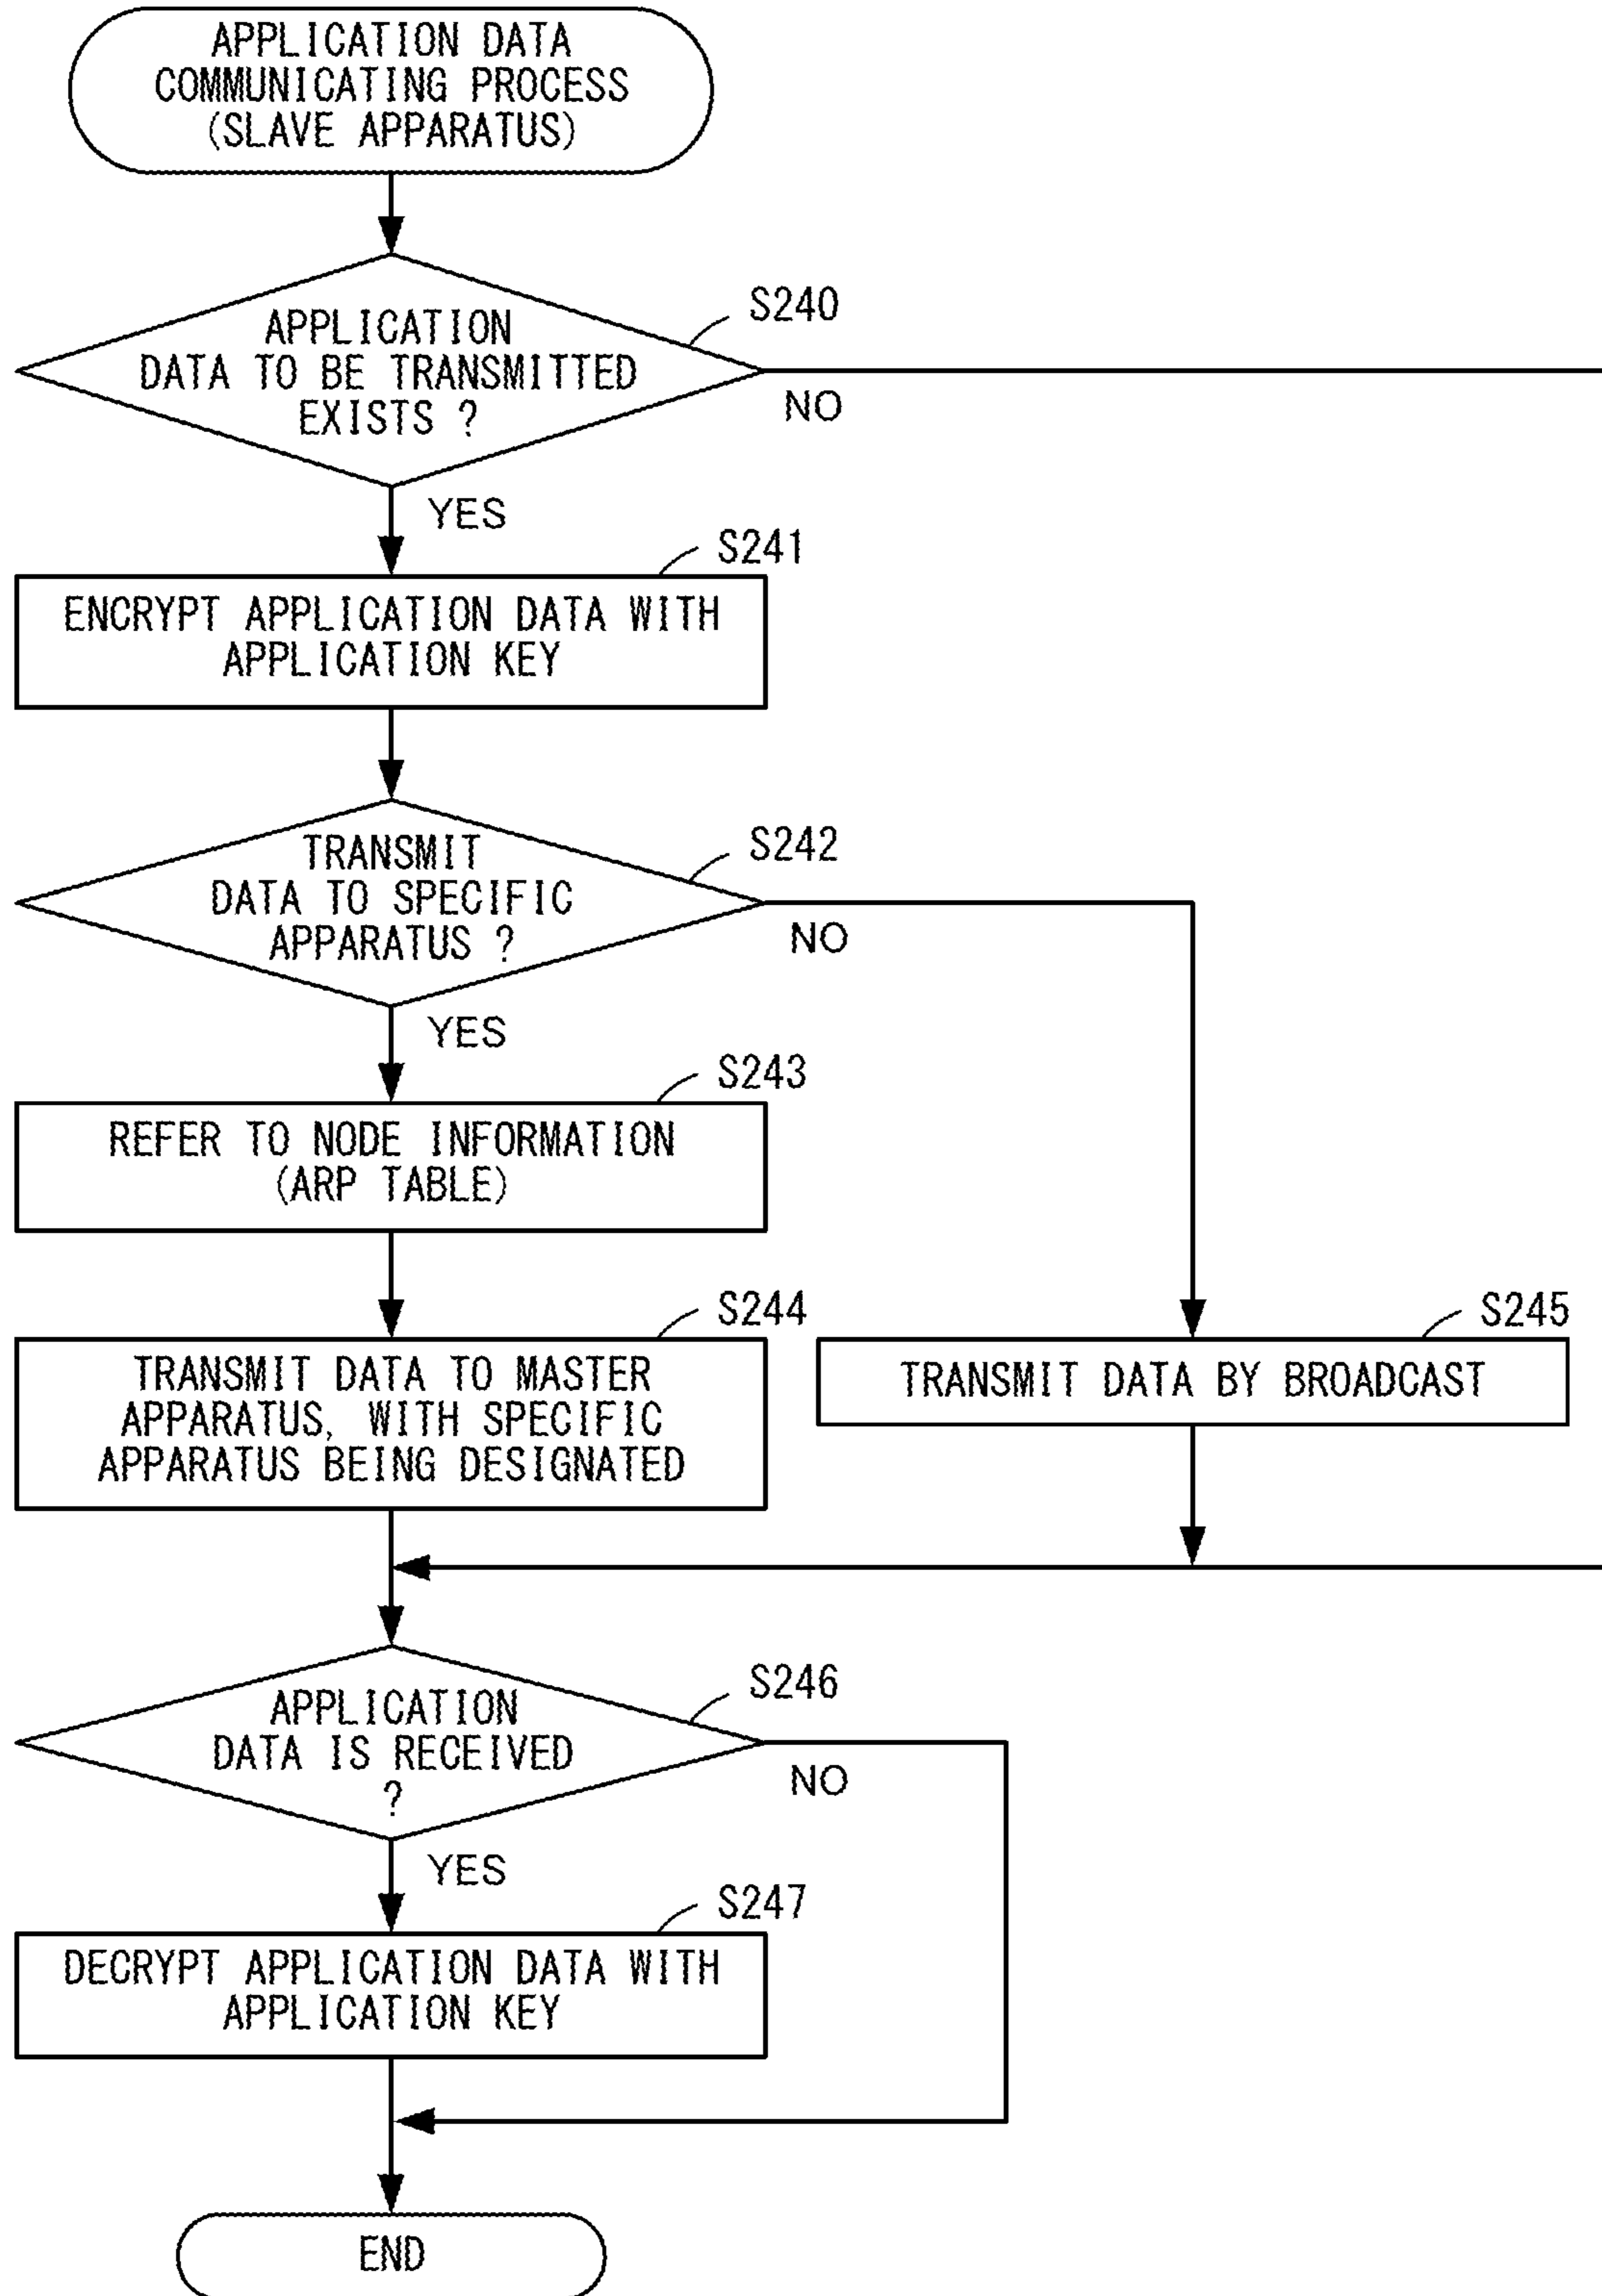 APPLICATION DATA
COMMUNICATING PROCESS
(SLAVE APPARATUS)
S240
APPLICATION
DATA TO BE TRANSMITTED
EXISTS ?
NO
YES
S241
ENCRYPT APPLICATION DATA WITH
APPLICATION KEY
S242
TRANSMIT
DATA TO SPECIFIC
APPARATUS ?
NO
YES
S243
REFER TO NODE INFORMATION
(ARP TABLE)
S244
TRANSMIT DATA TO MASTER
APPARATUS, WITH SPECIFIC
APPARATUS BEING DESIGNATED
S245
TRANSMIT DATA BY BROADCAST
S246
APPLICATION
DATA IS RECEIVED
?
NO
YES
S247
DECRYPT APPLICATION DATA WITH
APPLICATION KEY
END